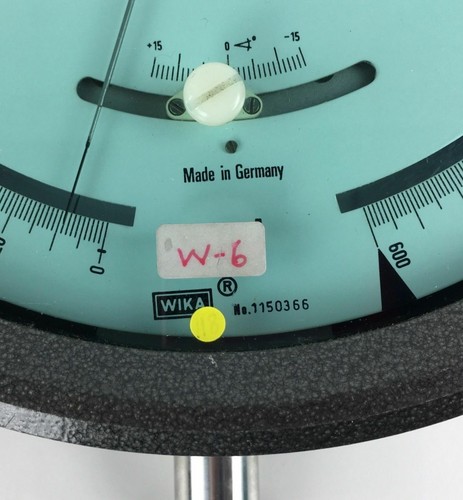 +15 0 ∢° -15
Made in Germany
0
600
W-6
WIKA ®
No.1150366